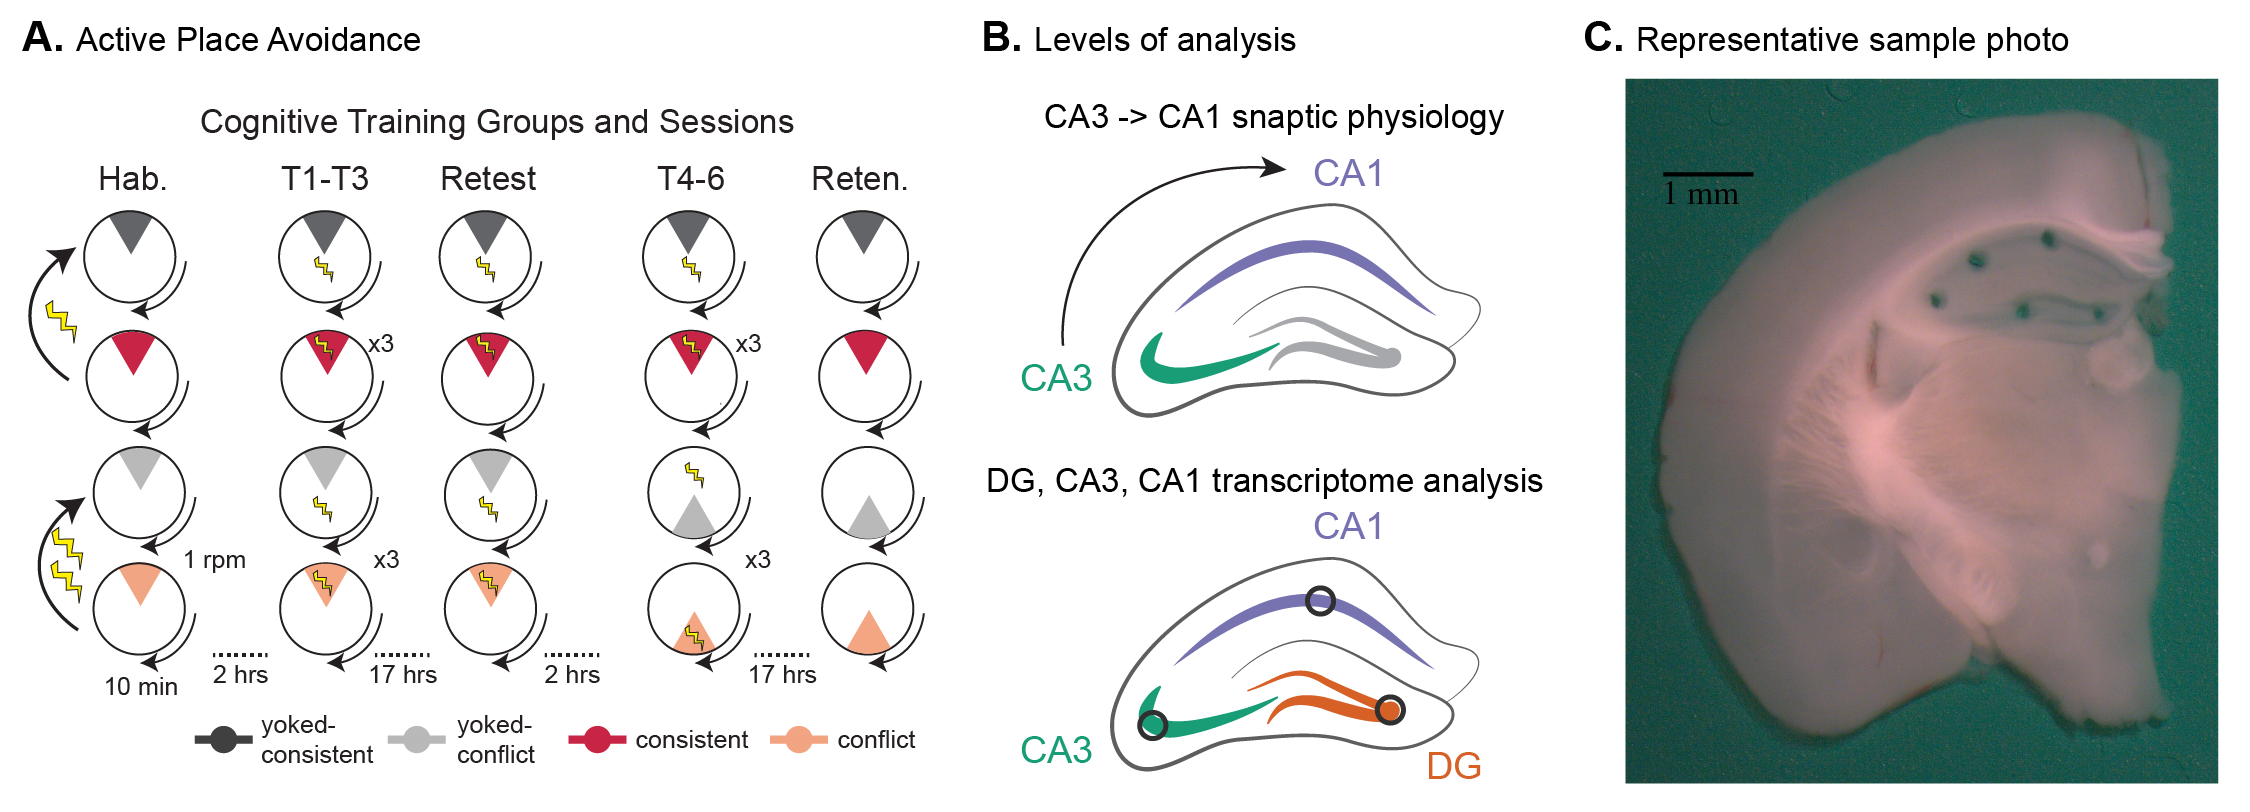 A. Active Place Avoidance
Cognitive Training Groups and Sessions
Hab. T1-T3 Retest T4-6 Reten.
x3 x3
1 rpm x3 x3
10 min 2 hrs 17 hrs 2 hrs 17 hrs
yoked-consistent
yoked-conflict
consistent
conflict
B. Levels of analysis
CA3 -> CA1 snaptic physiology
CA1
CA3
DG, CA3, CA1 transcriptome analysis
CA1
CA3
DG
C. Representative sample photo
1 mm